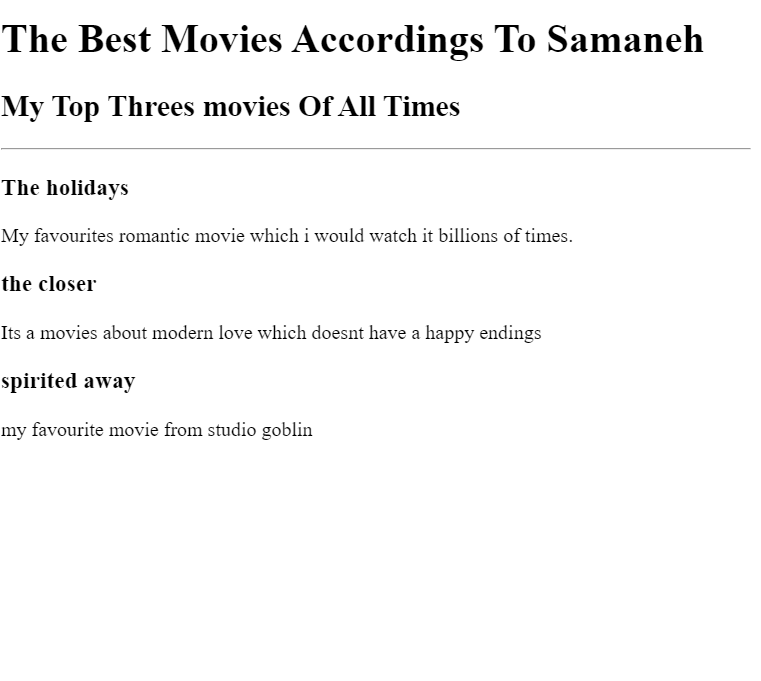 The Best Movies Accordings To Samaneh
My Top Threes movies Of All Times
The holidays
My favourites romantic movie which i would watch it billions of times.
the closer
Its a movies about modern love which doesnt have a happy endings
spirited away
my favourite movie from studio goblin